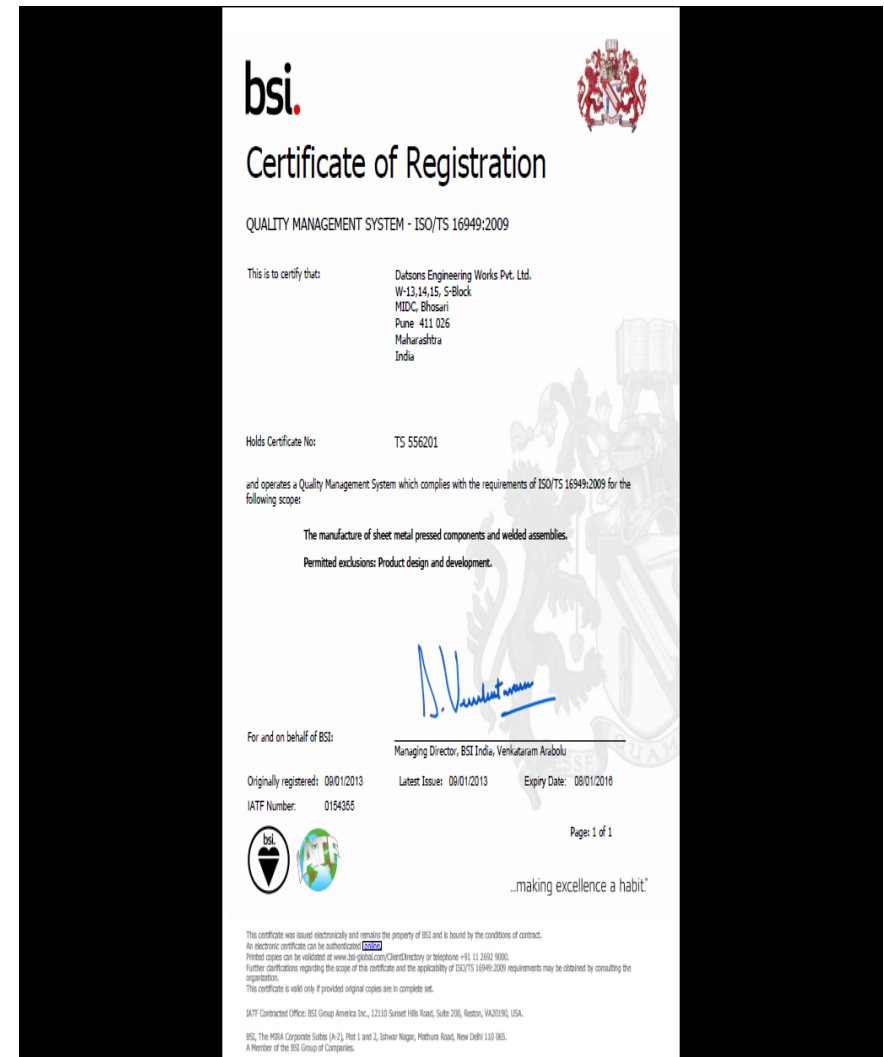 bsi.
Certificate of Registration
QUALITY MANAGEMENT SYSTEM - ISO/TS 16949:2009
This is to certify that:
Datsons Engineering Works Pvt. Ltd.
W-13,14,15, S-Block
MIDC, Bhosari
Pune 411 026
Maharashtra
India
Holds Certificate No:
TS 556201
and operates a Quality Management System which complies with the requirements of ISO/TS 16949:2009 for the
following scope:
The manufacture of sheet metal pressed components and welded assemblies.
Permitted exclusions: Product design and development.
For and on behalf of BSI:
Managing Director, BSI India, Venkataram Arabolu
Originally registered: 09/01/2013
Latest Issue: 09/01/2013
Expiry Date: 08/01/2016
IATF Number: 0154355
Page: 1 of 1
bsi.
IATF
...making excellence a habit.™
This certificate was issued electronically and remains the property of BSI and is bound by the conditions of contract.
An electronic certificate can be authenticated online.
Printed copies can be validated at www.bsi-global.com/ClientDirectory or telephone +91 11 2692 9000.
Further clarifications regarding the scope of this certificate and the applicability of ISO/TS 16949:2009 requirements may be obtained by consulting the
organization.
This certificate is valid only if provided original copies are in complete set.
IATF Contracted Office: BSI Group America Inc., 12110 Sunset Hills Road, Suite 200, Reston, VA20190, USA.
BSI, The MIRA Corporate Suites (A-2), Plot 1 and 2, Ishwar Nagar, Mathura Road, New Delhi 110 065.
A Member of the BSI Group of Companies.